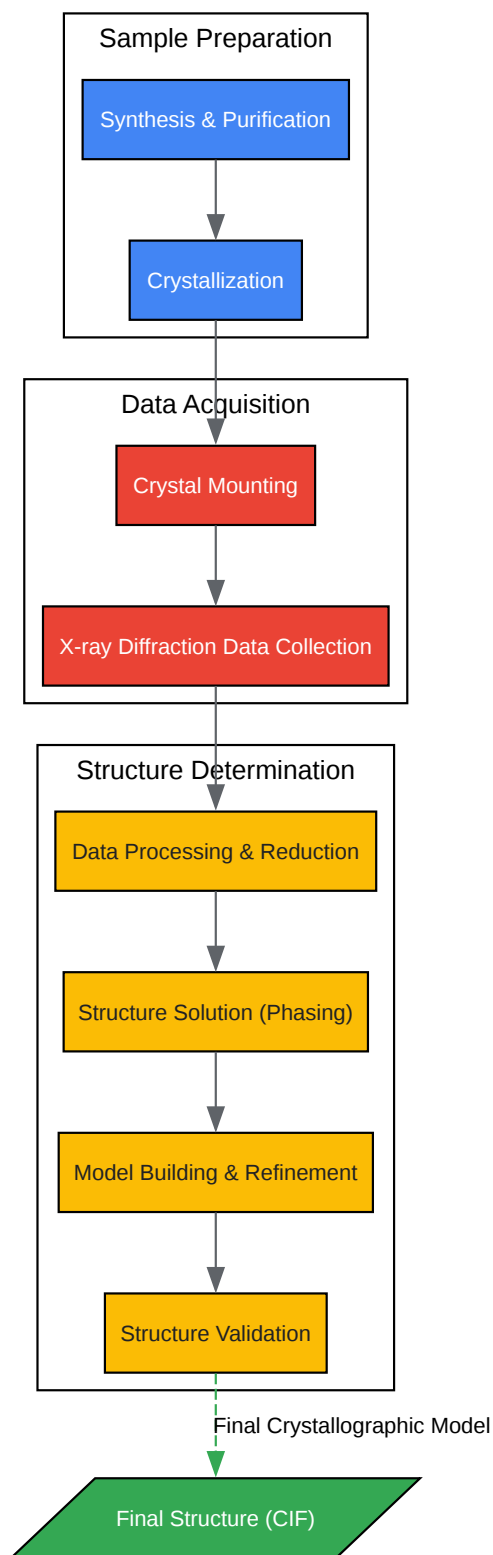 Sample Preparation
Synthesis & Purification
Crystallization
Data Acquisition
Crystal Mounting
X-ray Diffraction Data Collection
Structure Determination
Data Processing & Reduction
Structure Solution (Phasing)
Model Building & Refinement
Structure Validation
Final Crystallographic Model
Final Structure (CIF)